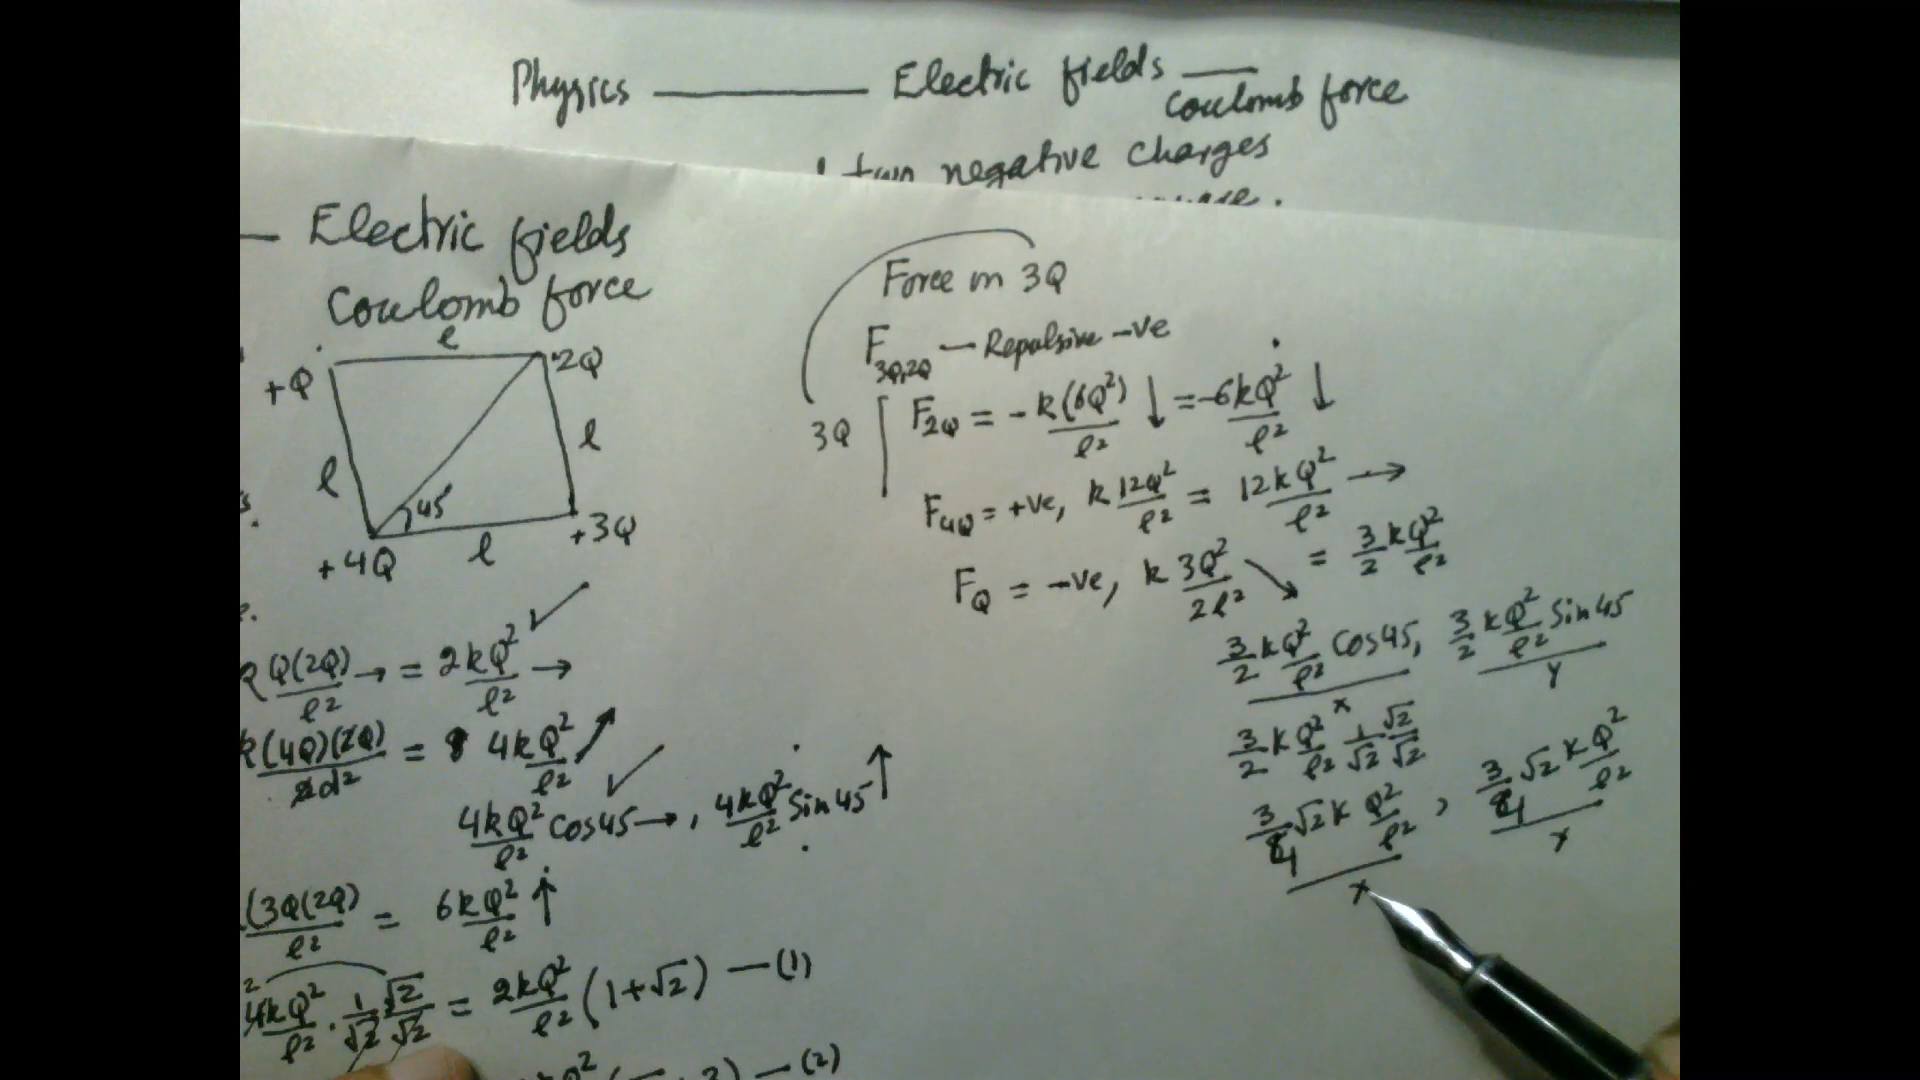 Physics — Electric fields —
Coulomb force
two negative charges
— Electric fields
Coulomb force
l
+Q
2Q
l
l
45°
+4Q
l
+3Q
Q(2Q)/l² → = 2kQ²/l² →
(4Q)(2Q)/2d² = 4kQ²/l² ↗
4kQ²/l² cos45 →, 4kQ²/l² sin45 ↑
(3Q(2Q)/l² = 6kQ²/l² ↑
4kQ²/l² · 1/√2 √2/√2 = 2kQ²/l² (1+√2) — (1)
— (2)
Force on 3Q
F3Q,2Q — Repulsive -ve
3Q
F2Q = - k(6Q²)/l² ↓ = -6kQ²/l² ↓
F4Q = +ve, k 12Q²/l² = 12kQ²/l² →
FQ = -ve, k 3Q²/2l² ↘ = 3/2 kQ²/l²
3/2 kQ²/l² Cos45, 3/2 kQ²/l² Sin45
x
y
3/2 kQ²/l² 1/√2 √2/√2
3/4 √2 k Q²/l², 3/4 √2 k Q²/l²
x
y